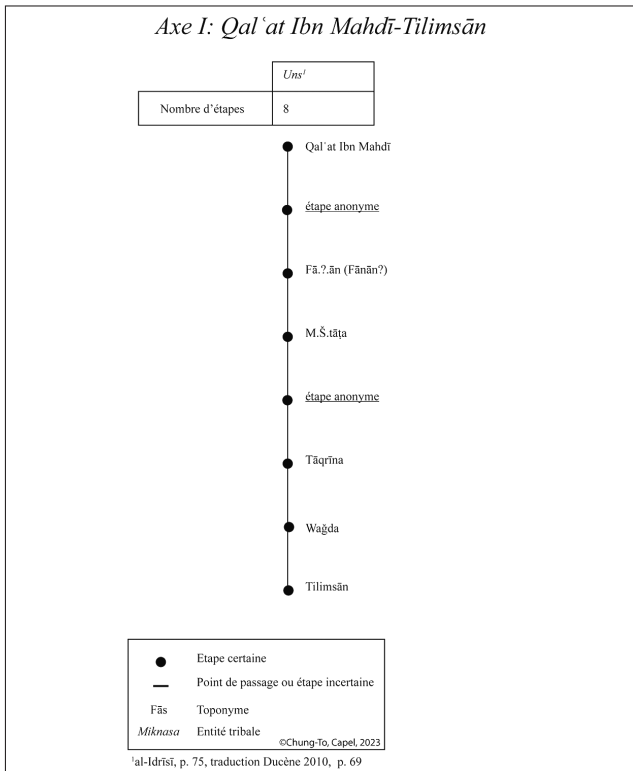 Axe I: Qalʿat Ibn Mahdī-Tilimsān
Uns¹
Nombre d’étapes 8
Qalʿat Ibn Mahdī
étape anonyme
Fā.?.ān (Fānān?)
M.Š.tāṭa
étape anonyme
Tāqrīna
Waǧda
Tilimsān
Etape certaine
Point de passage ou étape incertaine
Fās Toponyme
Miknasa Entité tribale
©Chung-To, Capel, 2023
¹al-Idrīsī, p. 75, traduction Ducène 2010, p. 69